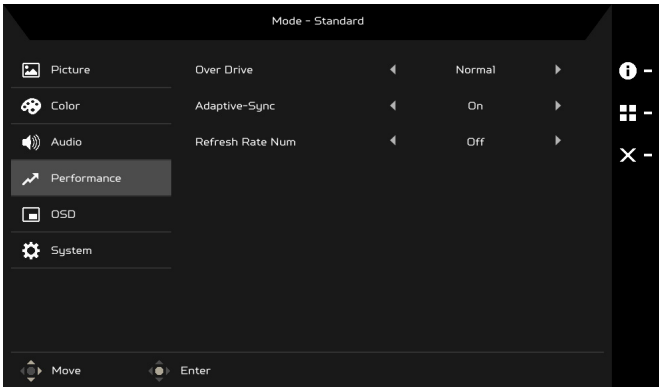 Mode - Standard
Picture
Over Drive Normal
Color
Adaptive-Sync On
Audio
Refresh Rate Num Off
Performance
OSD
System
Move Enter